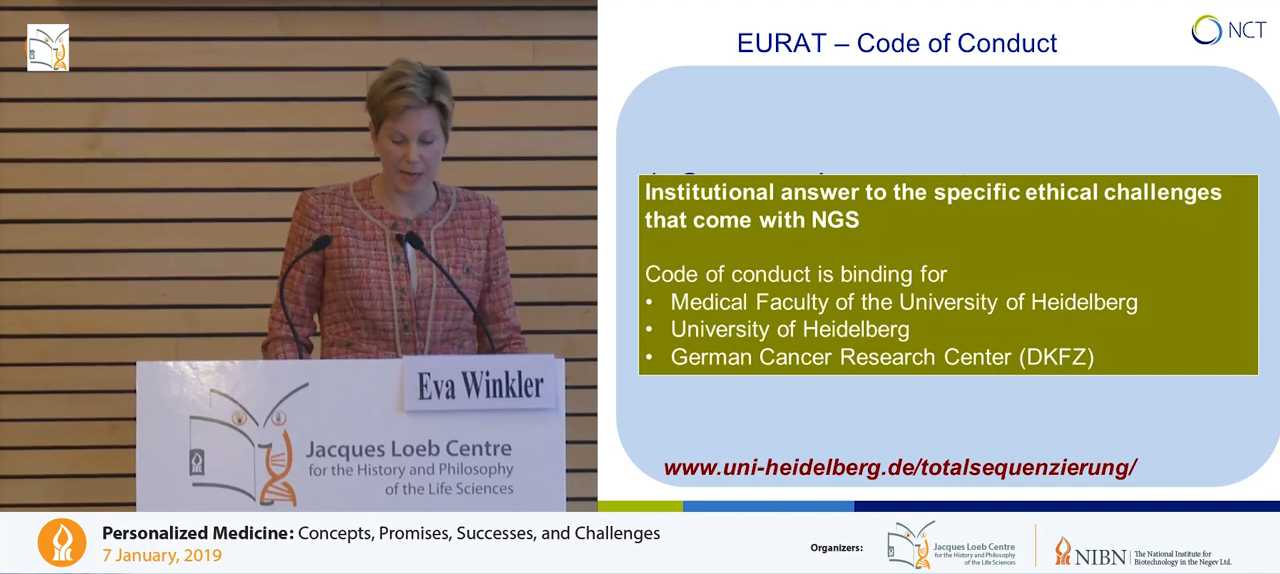 EURAT – Code of Conduct
NCT
Institutional answer to the specific ethical challenges
that come with NGS
Code of conduct is binding for
• Medical Faculty of the University of Heidelberg
• University of Heidelberg
• German Cancer Research Center (DKFZ)
www.uni-heidelberg.de/totalsequenzierung/
Eva Winkler
Jacques Loeb Centre
for the History and Philosophy
of the Life Sciences
Personalized Medicine: Concepts, Promises, Successes, and Challenges
7 January, 2019
Organizers:
Jacques Loeb Centre
for the History and Philosophy
of the Life Sciences
NIBN
The National Institute for
Biotechnology in the Negev Ltd.